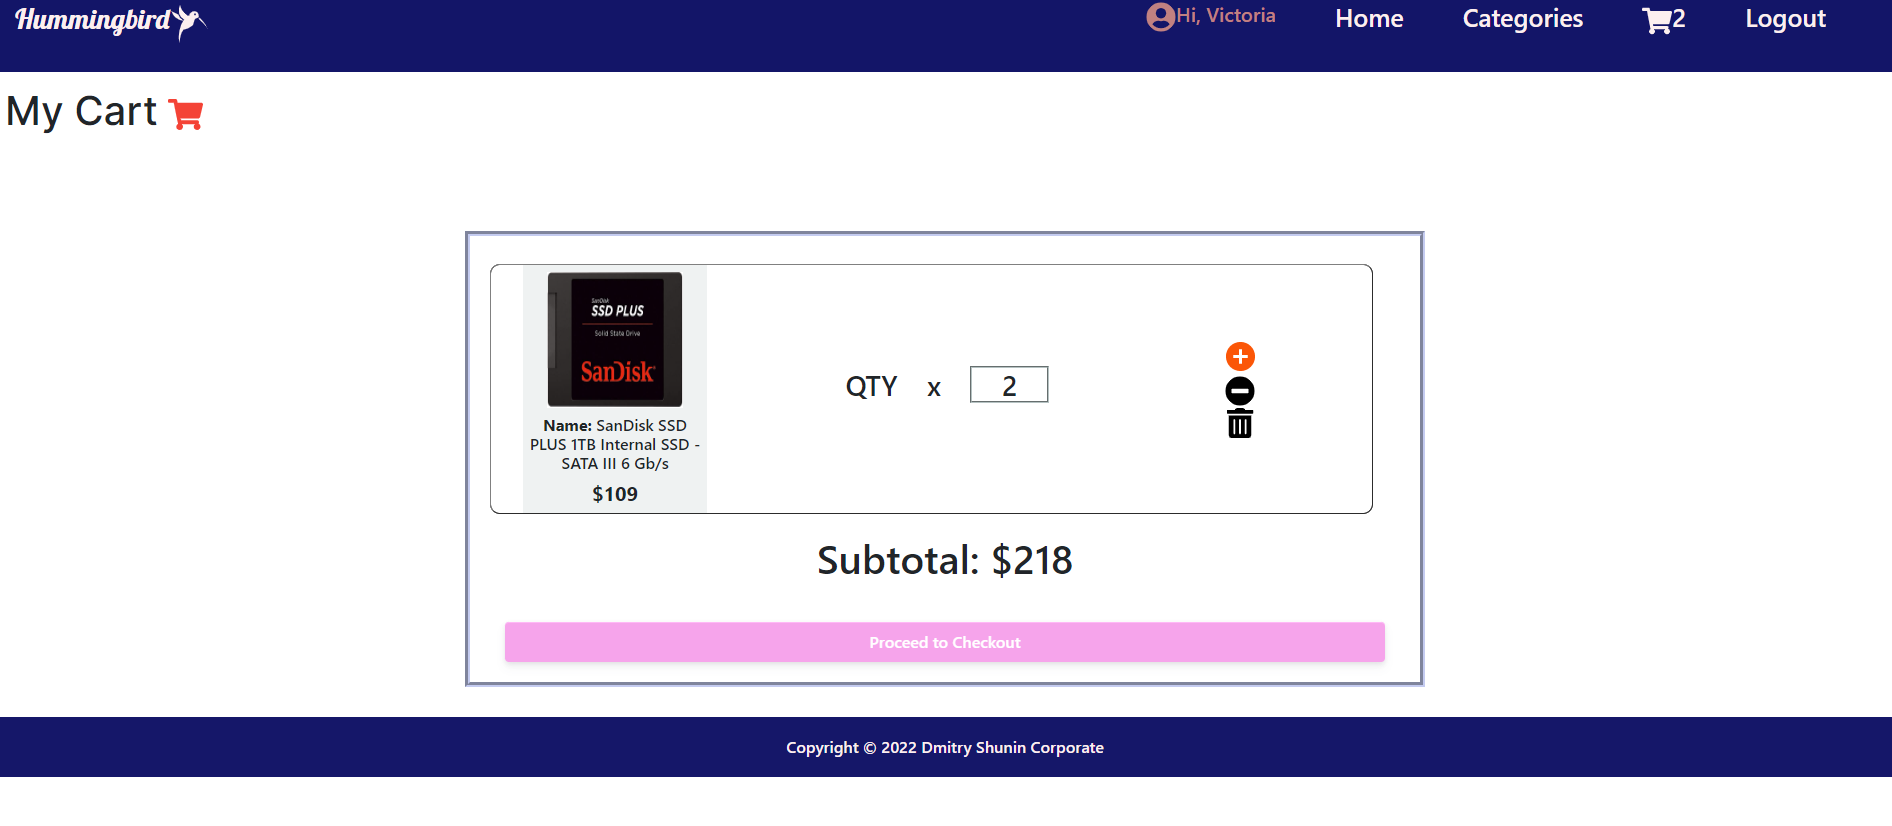 Hummingbird
Hi, Victoria
Home
Categories
2
Logout
My Cart
SanDisk
SSD PLUS
Solid State Drive
SanDisk
Name: SanDisk SSD
PLUS 1TB Internal SSD -
SATA III 6 Gb/s
$109
QTY x 2
Subtotal: $218
Proceed to Checkout
Copyright © 2022 Dmitry Shunin Corporate